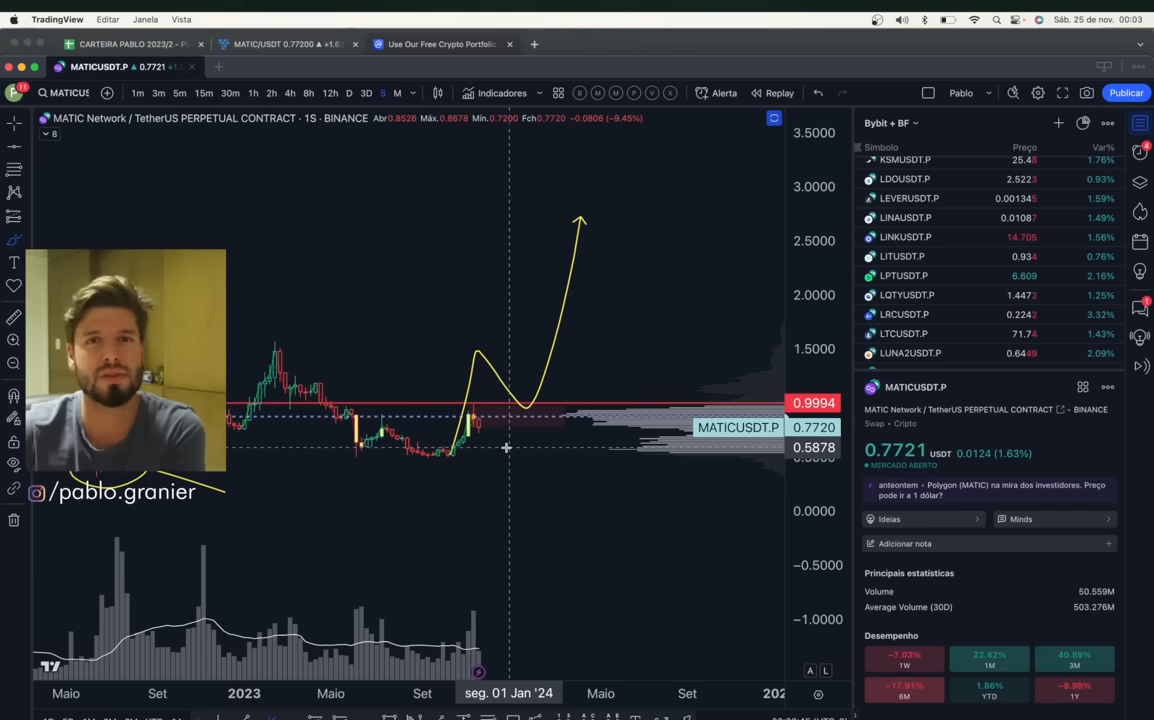 TradingView Editar Janela Vista Sáb. 25 de nov. 00:03
CARTEIRA PABLO 2023/2 - P × MATIC/USDT 0.77200 ▲ +1.6 × Use Our Free Crypto Portfolio × +
MATICUSDT.P ▲ 0.7721 × +
11 MATICUS 1m 3m 5m 15m 30m 1h 2h 4h 8h 12h D 3D S M Indicadores B M M P V X Alerta Replay Pablo Publicar
MATIC Network / TetherUS PERPETUAL CONTRACT · 1S · BINANCE Abr0.8526 Máx.0.8678 Mín.0.7200 Fch0.7720 −0.0806 (−9.45%)
8
3.5000
3.0000
2.5000
2.0000
1.5000
0.9994
MATICUSDT.P 0.7720
0.5878
0.0000
−0.5000
−1.0000
/pablo.granier
A L
Maio Set 2023 Maio Set seg. 01 Jan '24 Maio Set 202
Bybit + BF
Símbolo Preço Var%
KSMUSDT.P 25.48 1.76%
LDOUSDT.P 2.5223 0.93%
LEVERUSDT.P 0.001345 1.59%
LINAUSDT.P 0.01087 1.49%
LINKUSDT.P 14.705 1.56%
LITUSDT.P 0.934 0.76%
LPTUSDT.P 6.609 2.16%
LQTYUSDT.P 1.4472 1.25%
LRCUSDT.P 0.2242 3.32%
LTCUSDT.P 71.74 1.43%
LUNA2USDT.P 0.6449 2.09%
MATICUSDT.P
MATIC Network / TetherUS PERPETUAL CONTRACT • BINANCE
Swap • Cripto
0.7721 USDT 0.0124 (1.63%)
MERCADO ABERTO
anteontem • Polygon (MATIC) na mira dos investidores. Preço
pode ir a 1 dólar?
Ideias Minds
Adicionar nota +
Principais estatísticas
Volume 50.559M
Average Volume (30D) 503.276M
Desempenho
−7.03% 22.42% 40.89%
1W 1M 3M
−17.91% 1.86% −8.98%
6M YTD 1Y
4
1